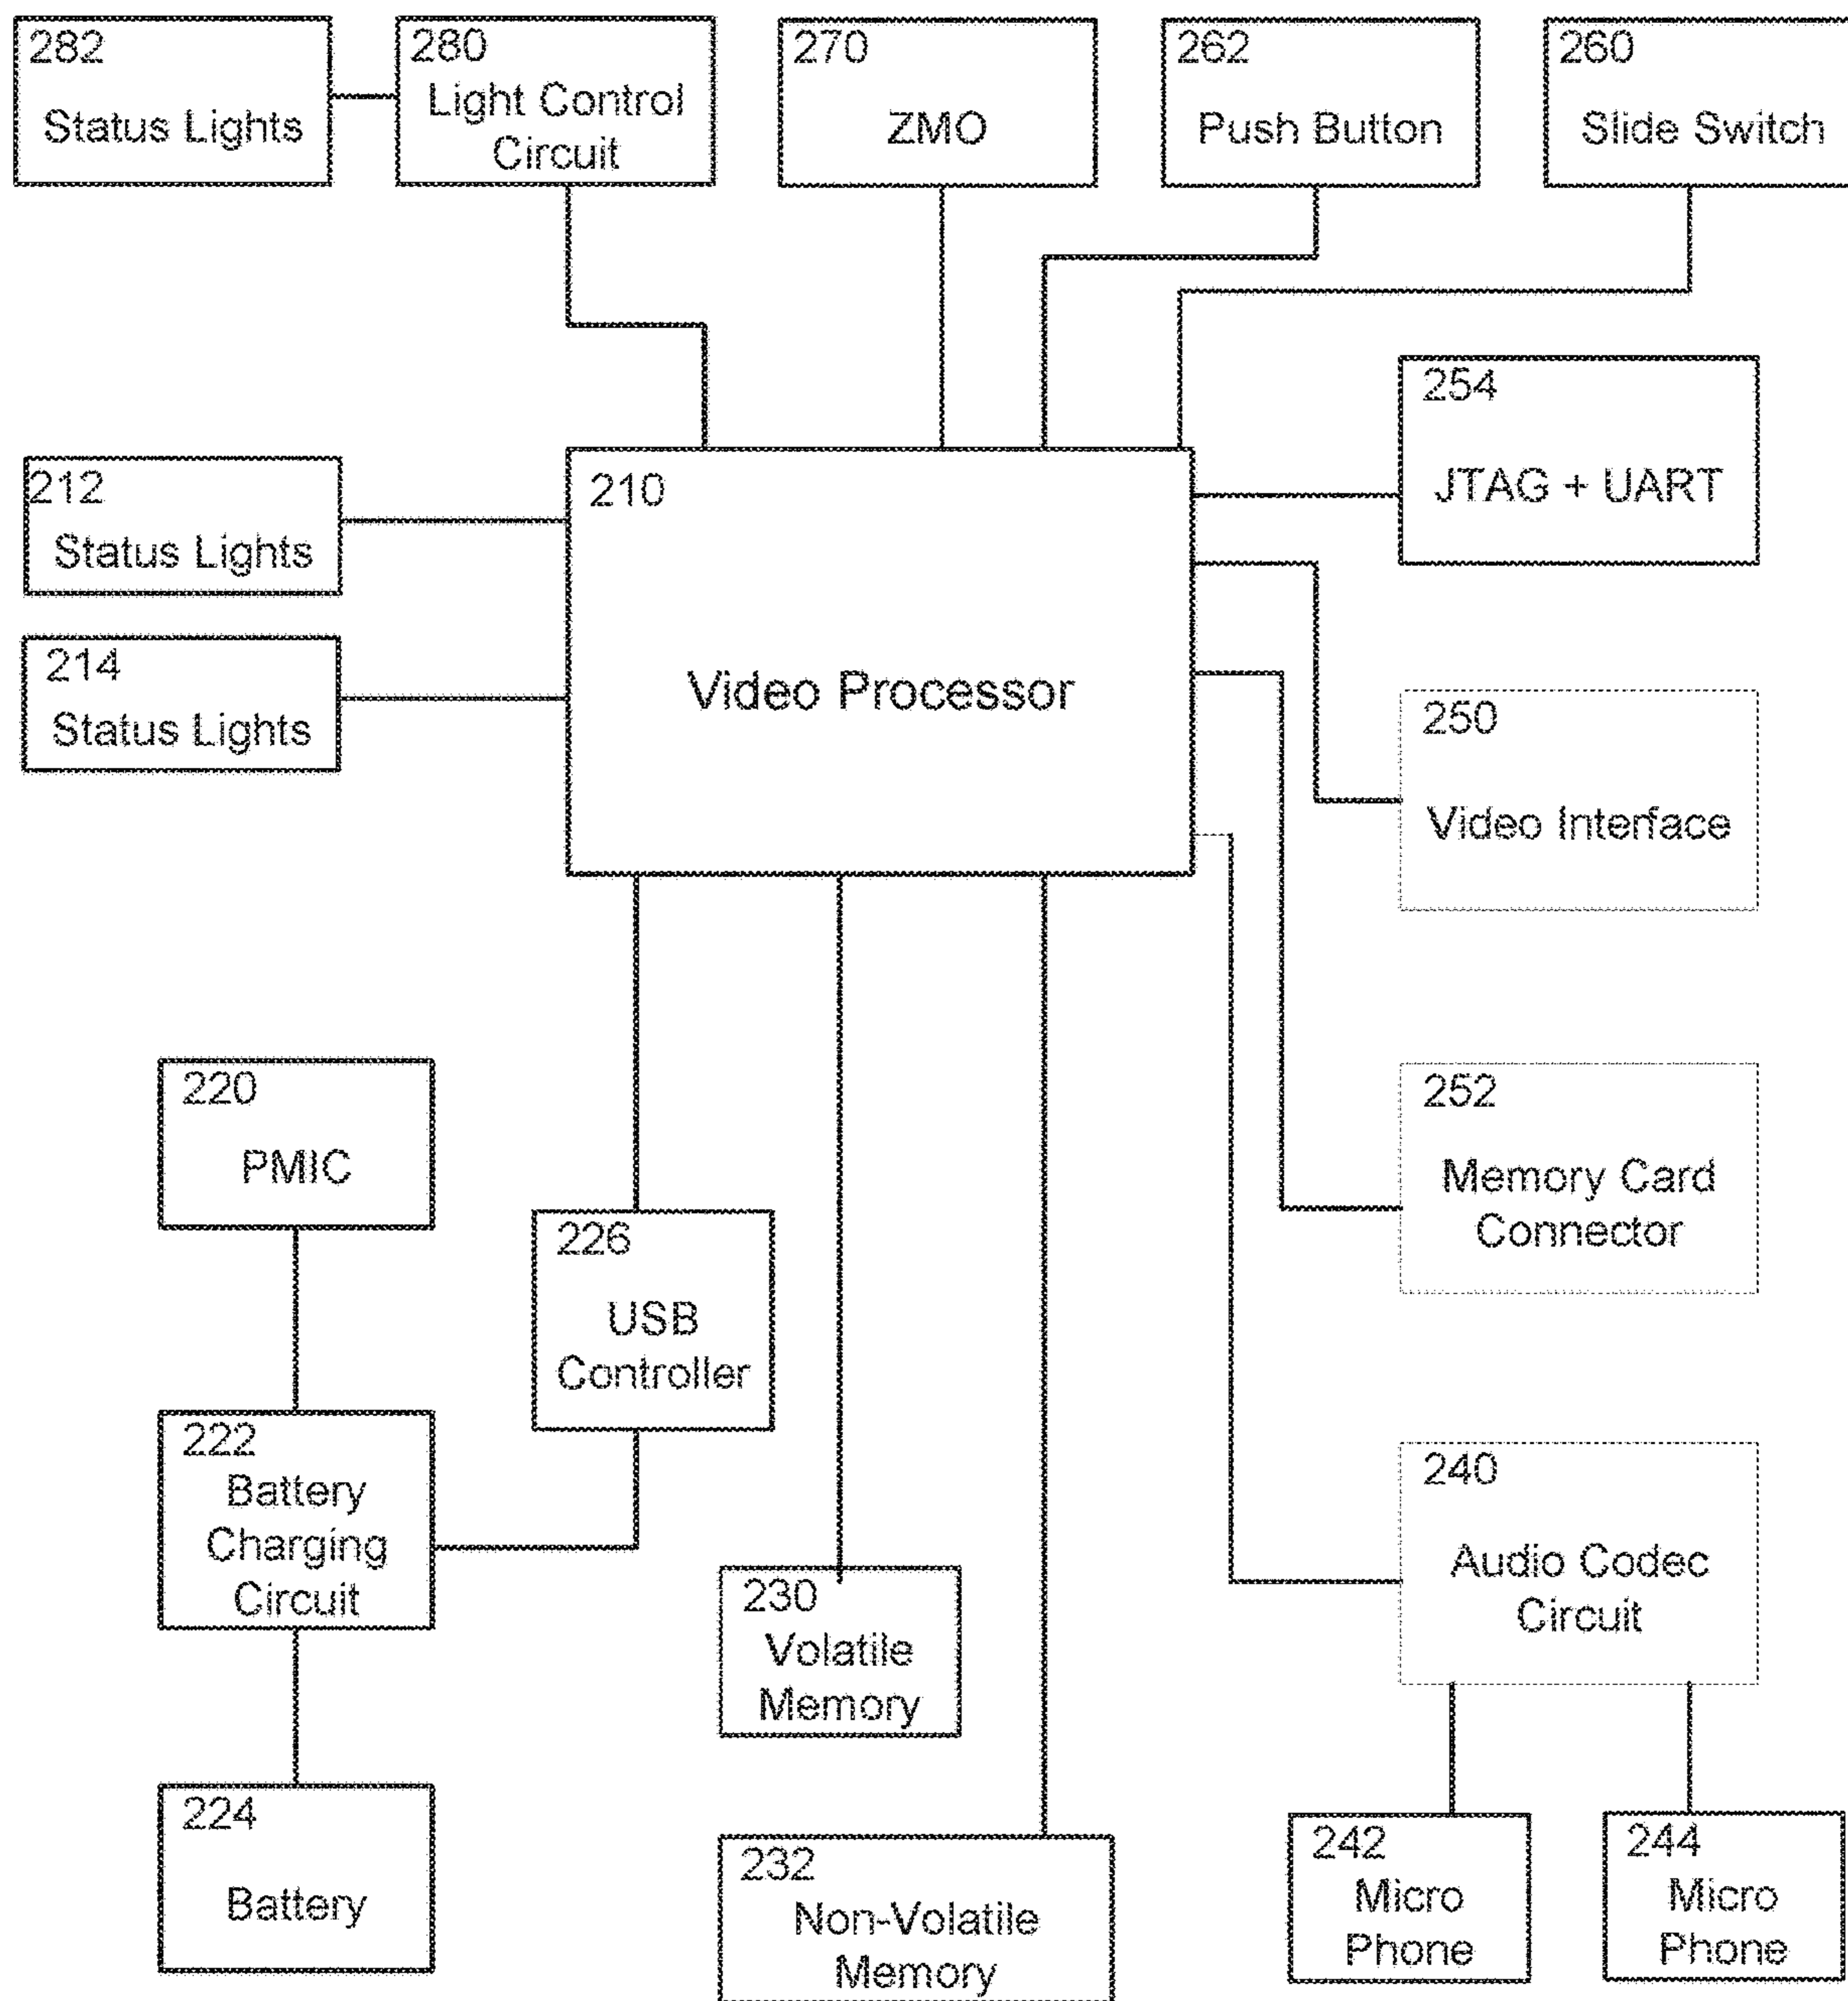 282
Status Lights
280
Light Control
Circuit
270
ZMO
262
Push Button
260
Slide Switch
254
JTAG + UART
212
Status Lights
210
Video Processor
214
Status Lights
250
Video Interface
220
PMIC
252
Memory Card
Connector
226
USB
Controller
222
Battery
Charging
Circuit
240
Audio Codec
Circuit
230
Volatile
Memory
224
Battery
232
Non-Volatile
Memory
242
Micro
Phone
244
Micro
Phone